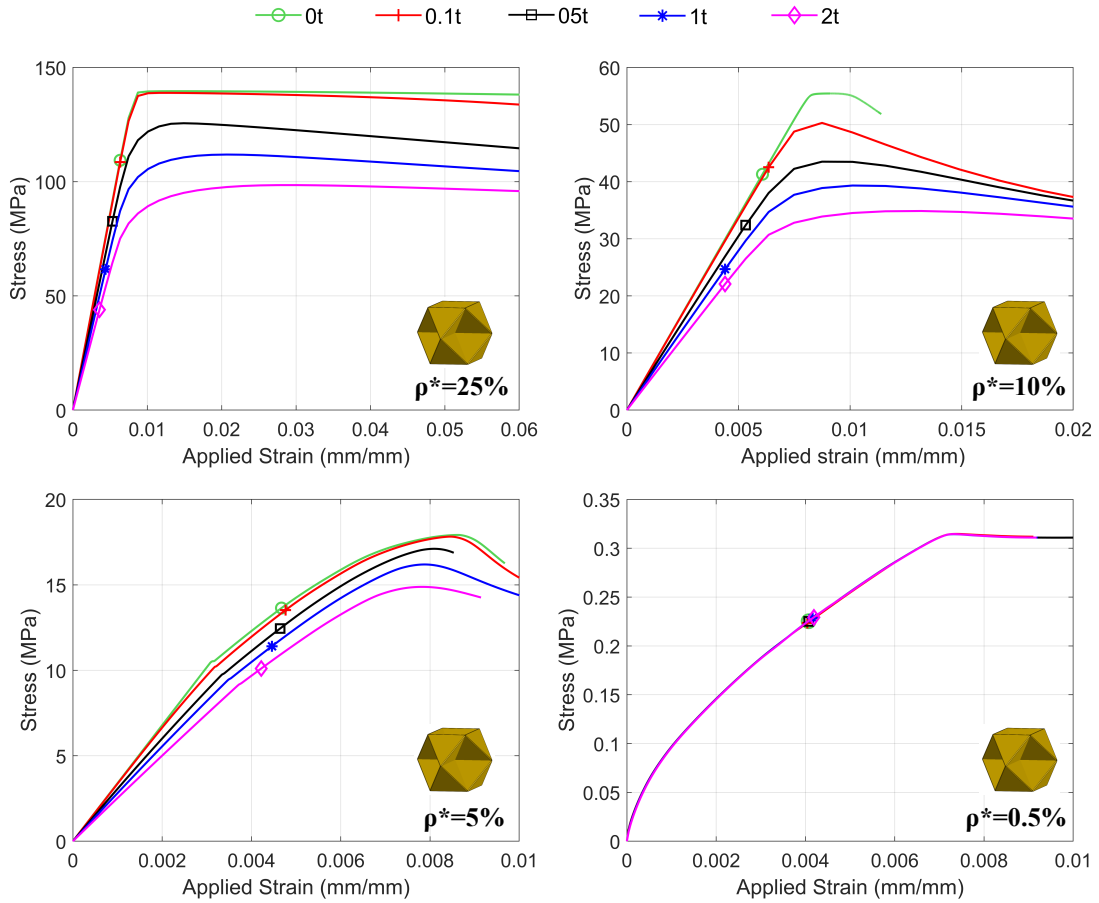 0t 0.1t 05t 1t 2t
150
100
50
0
Stress (MPa)
0 0.01 0.02 0.03 0.04 0.05 0.06
Applied Strain (mm/mm)
ρ*=25%
60
50
40
30
20
10
0
Stress (MPa)
0 0.005 0.01 0.015 0.02
Applied strain (mm/mm)
ρ*=10%
20
15
10
5
0
Stress (MPa)
0 0.002 0.004 0.006 0.008 0.01
Applied Strain (mm/mm)
ρ*=5%
0.35
0.3
0.25
0.2
0.15
0.1
0.05
0
Stress (MPa)
0 0.002 0.004 0.006 0.008 0.01
Applied Strain (mm/mm)
ρ*=0.5%